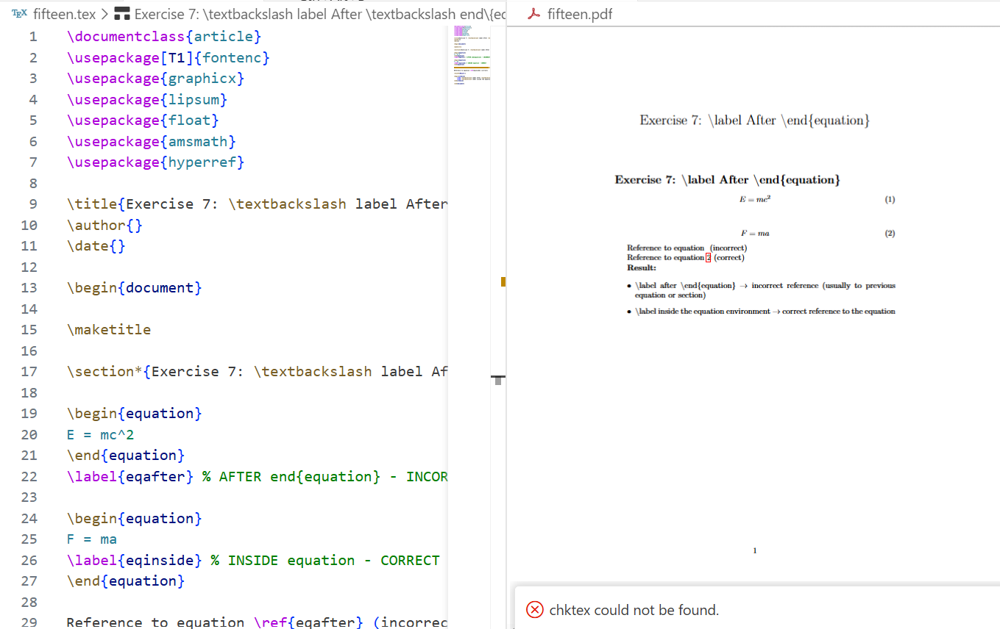 fifteen.tex > Exercise 7: \textbackslash label After \textbackslash end\{eq
1 \documentclass{article}
2 \usepackage[T1]{fontenc}
3 \usepackage{graphicx}
4 \usepackage{lipsum}
5 \usepackage{float}
6 \usepackage{amsmath}
7 \usepackage{hyperref}
8
9 \title{Exercise 7: \textbackslash label After
10 \author{}
11 \date{}
12
13 \begin{document}
14
15 \maketitle
16
17 \section*{Exercise 7: \textbackslash label Af
18
19 \begin{equation}
20 E = mc^2
21 \end{equation}
22 \label{eqafter} % AFTER end{equation} - INCOR
23
24 \begin{equation}
25 F = ma
26 \label{eqinside} % INSIDE equation - CORRECT
27 \end{equation}
28
29 Reference to equation \ref{eqafter} (incorrec
fifteen.pdf
Exercise 7: \label After \end{equation}
Exercise 7: \label After \end{equation}
E = mc² (1)
F = ma (2)
Reference to equation (incorrect)
Reference to equation 2 (correct)
Result:
• \label after \end{equation} → incorrect reference (usually to previous
equation or section)
• \label inside the equation environment → correct reference to the equation
1
chktex could not be found.